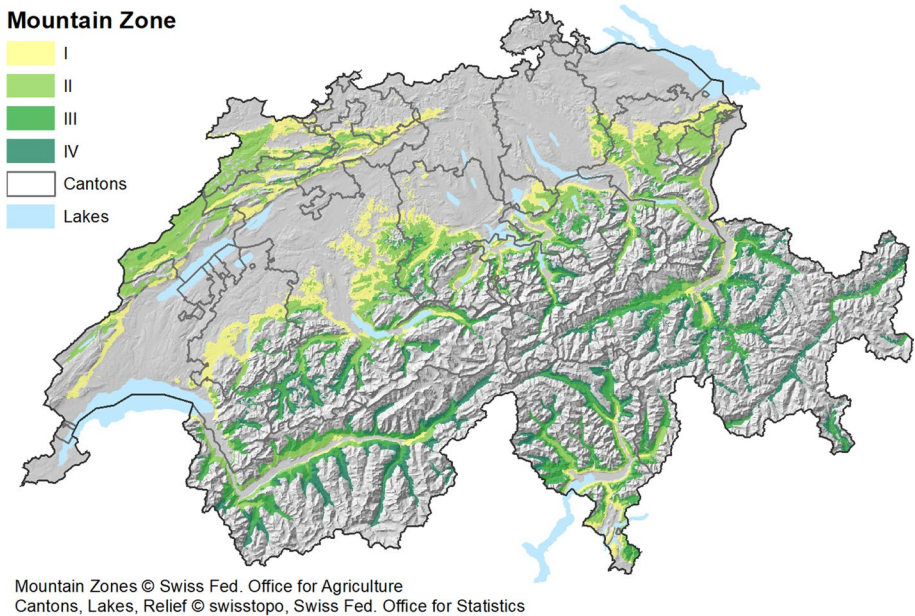 Mountain Zone
I
II
III
IV
Cantons
Lakes
Mountain Zones © Swiss Fed. Office for Agriculture
Cantons, Lakes, Relief © swisstopo, Swiss Fed. Office for Statistics